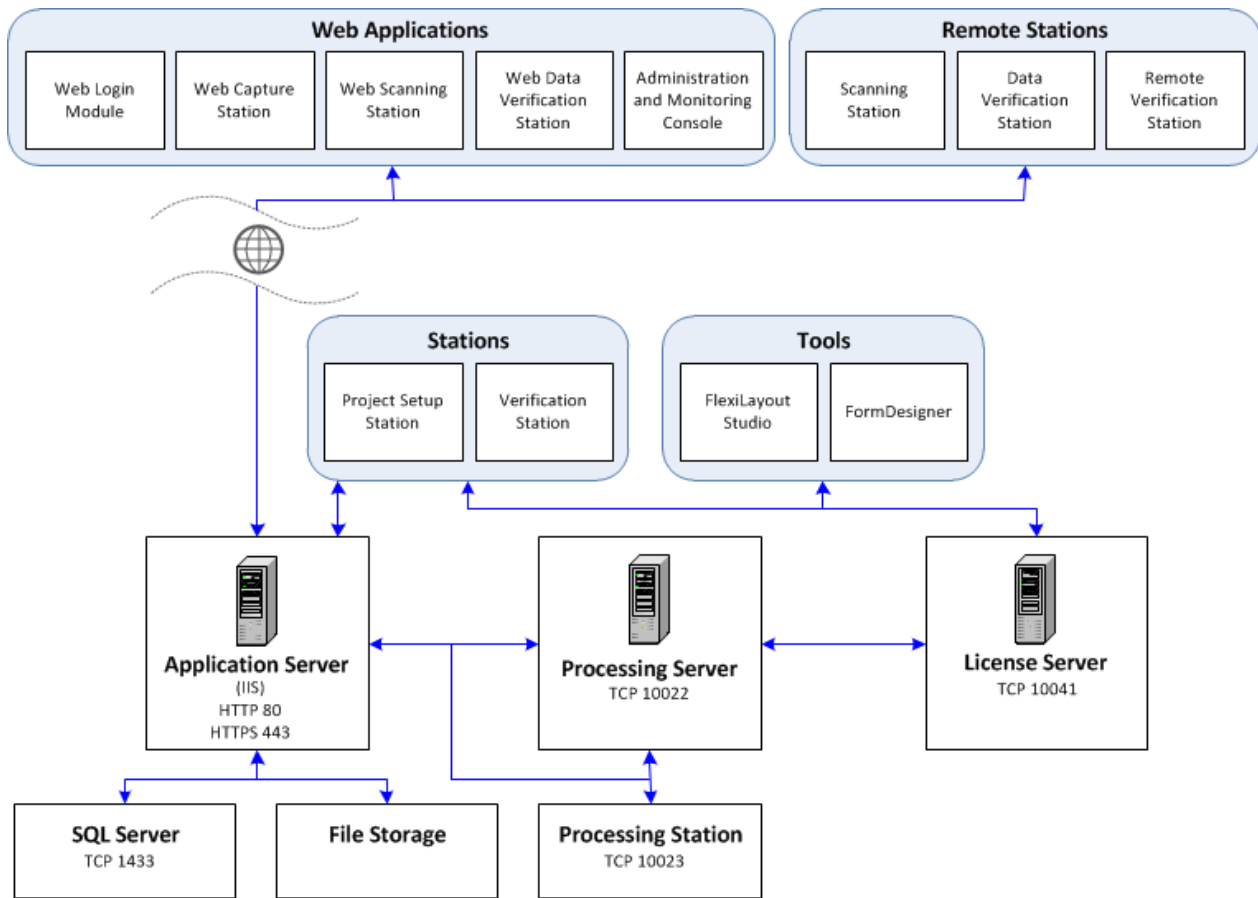 Web Applications
Web Login
Module
Web Capture
Station
Web Scanning
Station
Web Data
Verification
Station
Administration
and Monitoring
Console
Remote Stations
Scanning
Station
Data
Verification
Station
Remote
Verification
Station
Stations
Project Setup
Station
Verification
Station
Tools
FlexiLayout
Studio
FormDesigner
Application Server
(IIS)
HTTP 80
HTTPS 443
Processing Server
TCP 10022
License Server
TCP 10041
SQL Server
TCP 1433
File Storage
Processing Station
TCP 10023